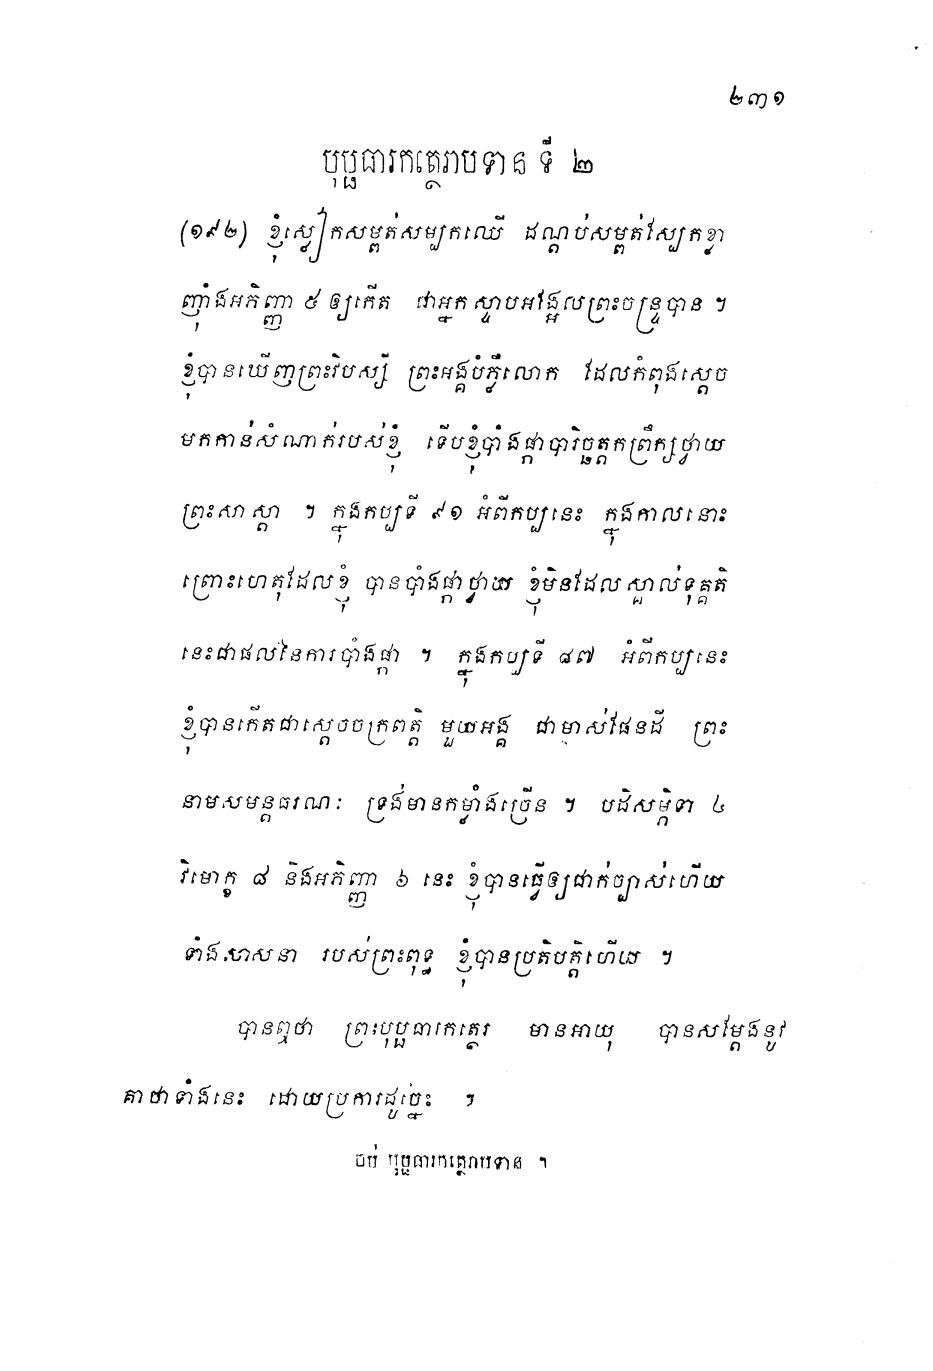 ២៣១
បុប្ផធារកត្ថេរាបទាន ទី ២
(១៩២) ខ្ញុំស្លៀកសម្ពត់សម្បកឈើ ដណ្តប់សម្ពត់ស្បែកខ្លា
ញុំាងអភិញ្ញា ៥ ឲ្យកើត ជាអ្នកស្ទាបអង្អែលព្រះចន្ទ្របាន ។
ខ្ញុំបានឃើញព្រះវិបស្សី ព្រះអង្គបំភ្លឺលោក ដែលកំពុងស្តេច
មកកាន់សំណាក់របស់ខ្ញុំ ទើបខ្ញុំបាំងផ្កាបារិច្ឆត្តកព្រឹក្សថ្វាយ
ព្រះសាស្តា ។ ក្នុងកប្បទី ៩១ អំពីកប្បនេះ ក្នុងកាលនោះ
ព្រោះហេតុដែលខ្ញុំ បានបាំងផ្កាថ្វាយ ខ្ញុំមិនដែលស្គាល់ទុគ្គតិ
នេះជាផលនៃការបាំងផ្កា ។ ក្នុងកប្បទី ៨៧ អំពីកប្បនេះ
ខ្ញុំបានកើតជាស្តេចចក្រពត្តិ មួយអង្គ ជាម្ចាស់ផែនដី ព្រះ
នាមសមន្តធរណៈ ទ្រង់មានកម្លាំងច្រើន ។ បដិសម្ភិទា ៤
វិមោក្ខ ៨ និងអភិញ្ញា ៦ នេះ ខ្ញុំបានធ្វើឲ្យជាក់ច្បាស់ហើយ
ទាំងសាសនា របស់ព្រះពុទ្ធ ខ្ញុំបានប្រតិបត្តិហើយ ។
បានឮថា ព្រះបុប្ផធារកត្ថេរ មានអាយុ បានសម្តែងនូវ
គាថាទាំងនេះ ដោយប្រការដូច្នេះ ។
ចប់ បុប្ផធារកត្ថេរាបទាន ។